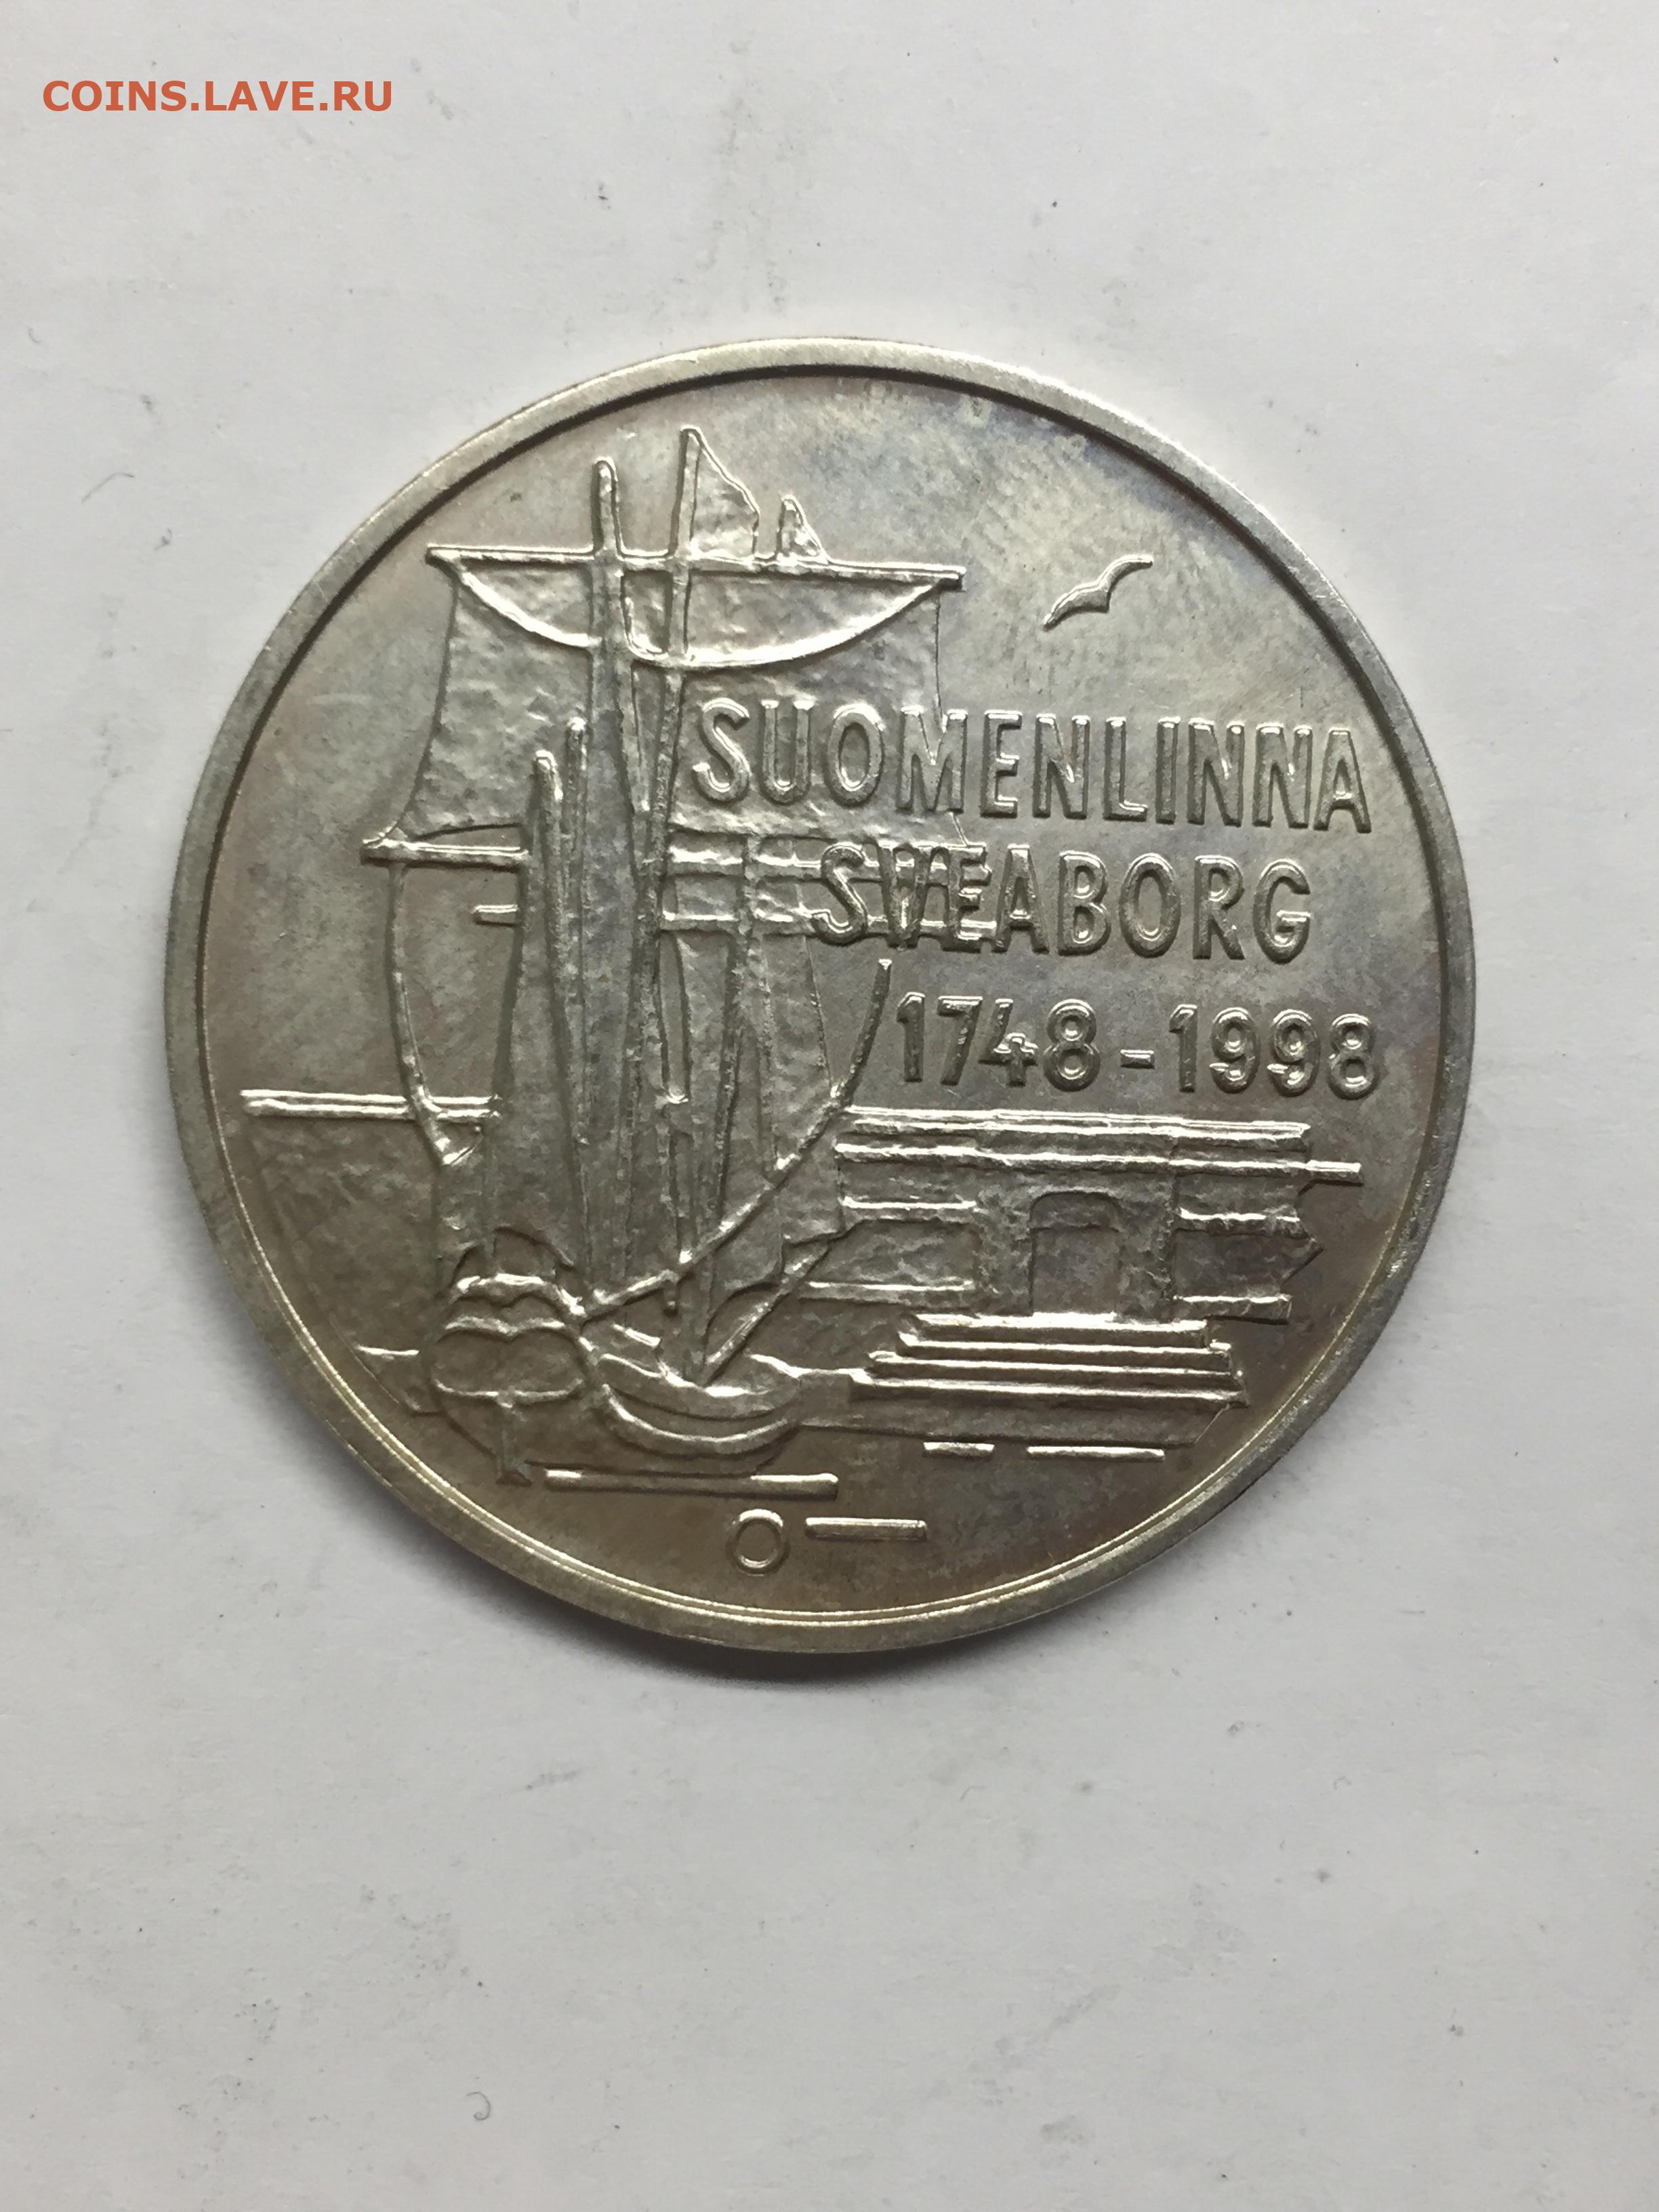 COINS.LAVE.RU
SUOMENLINNA
SVEABORG
1748-1998